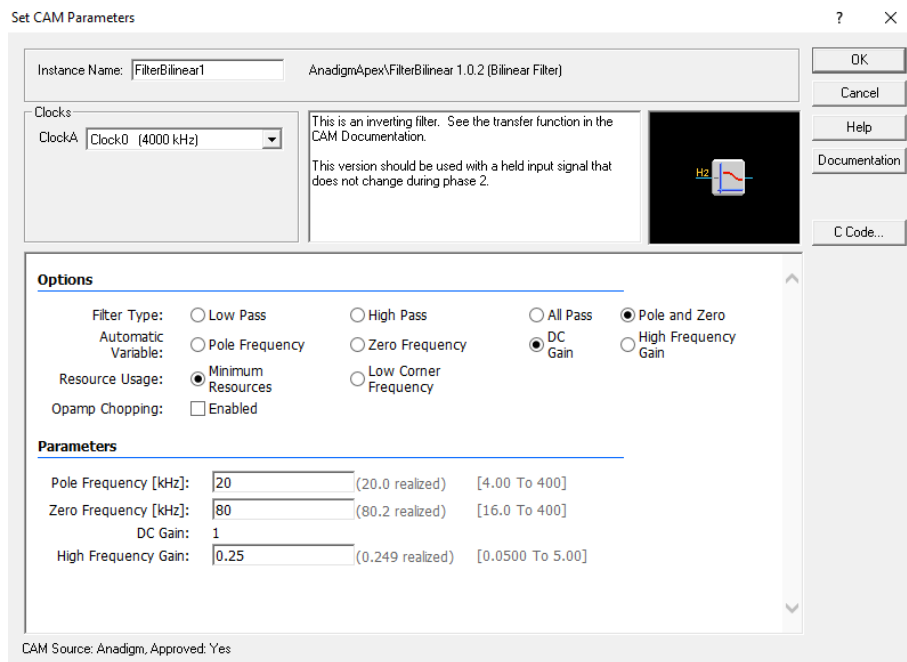 Set CAM Parameters ? ×
Instance Name: FilterBilinear1 AnadigmApex\FilterBilinear 1.0.2 (Bilinear Filter)
OK
Cancel
Help
Documentation
C Code...
Clocks
ClockA Clock0 (4000 kHz)
This is an inverting filter. See the transfer function in the
CAM Documentation.
This version should be used with a held input signal that
does not change during phase 2.
H2
Options
Filter Type: Low Pass High Pass All Pass Pole and Zero
Automatic Variable: Pole Frequency Zero Frequency DC Gain High Frequency Gain
Resource Usage: Minimum Resources Low Corner Frequency
Opamp Chopping: Enabled
Parameters
Pole Frequency [kHz]: 20 (20.0 realized) [4.00 To 400]
Zero Frequency [kHz]: 80 (80.2 realized) [16.0 To 400]
DC Gain: 1
High Frequency Gain: 0.25 (0.249 realized) [0.0500 To 5.00]
CAM Source: Anadigm, Approved: Yes